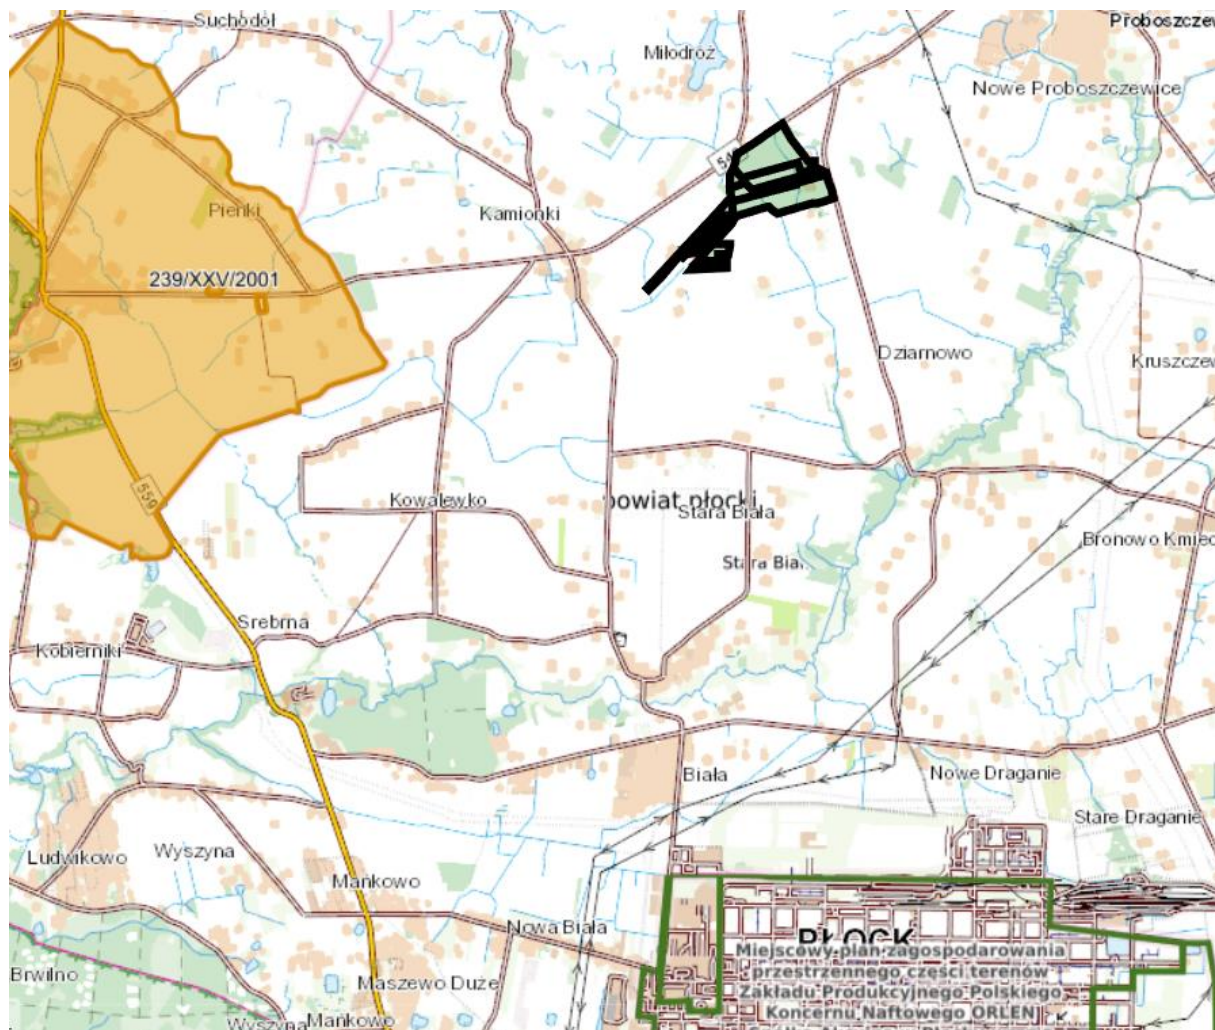 Suchodół
Proboszczew
Miłodróż
Nowe Proboszczewice
54
Pieńki
Kamionki
239/XXV/2001
Dziarnowo
Kruszczew
559
Kowalewko
powiat płocki
Stara Biała
Bronowo Kmiec
Stara Biał
Srebrna
Kobierniki
Biała
Nowe Draganie
Stare Draganie
Ludwikowo
Wyszyna
Mańkowo
Nowa Biała
PŁOCK
Miejscowy plan zagospodarowania
przestrzennego części terenów
Zakładu Produkcyjnego Polskiego
Koncernu Naftowego ORLEN
Brwilno
Maszewo Duże
Wyszyna
Mańkowo